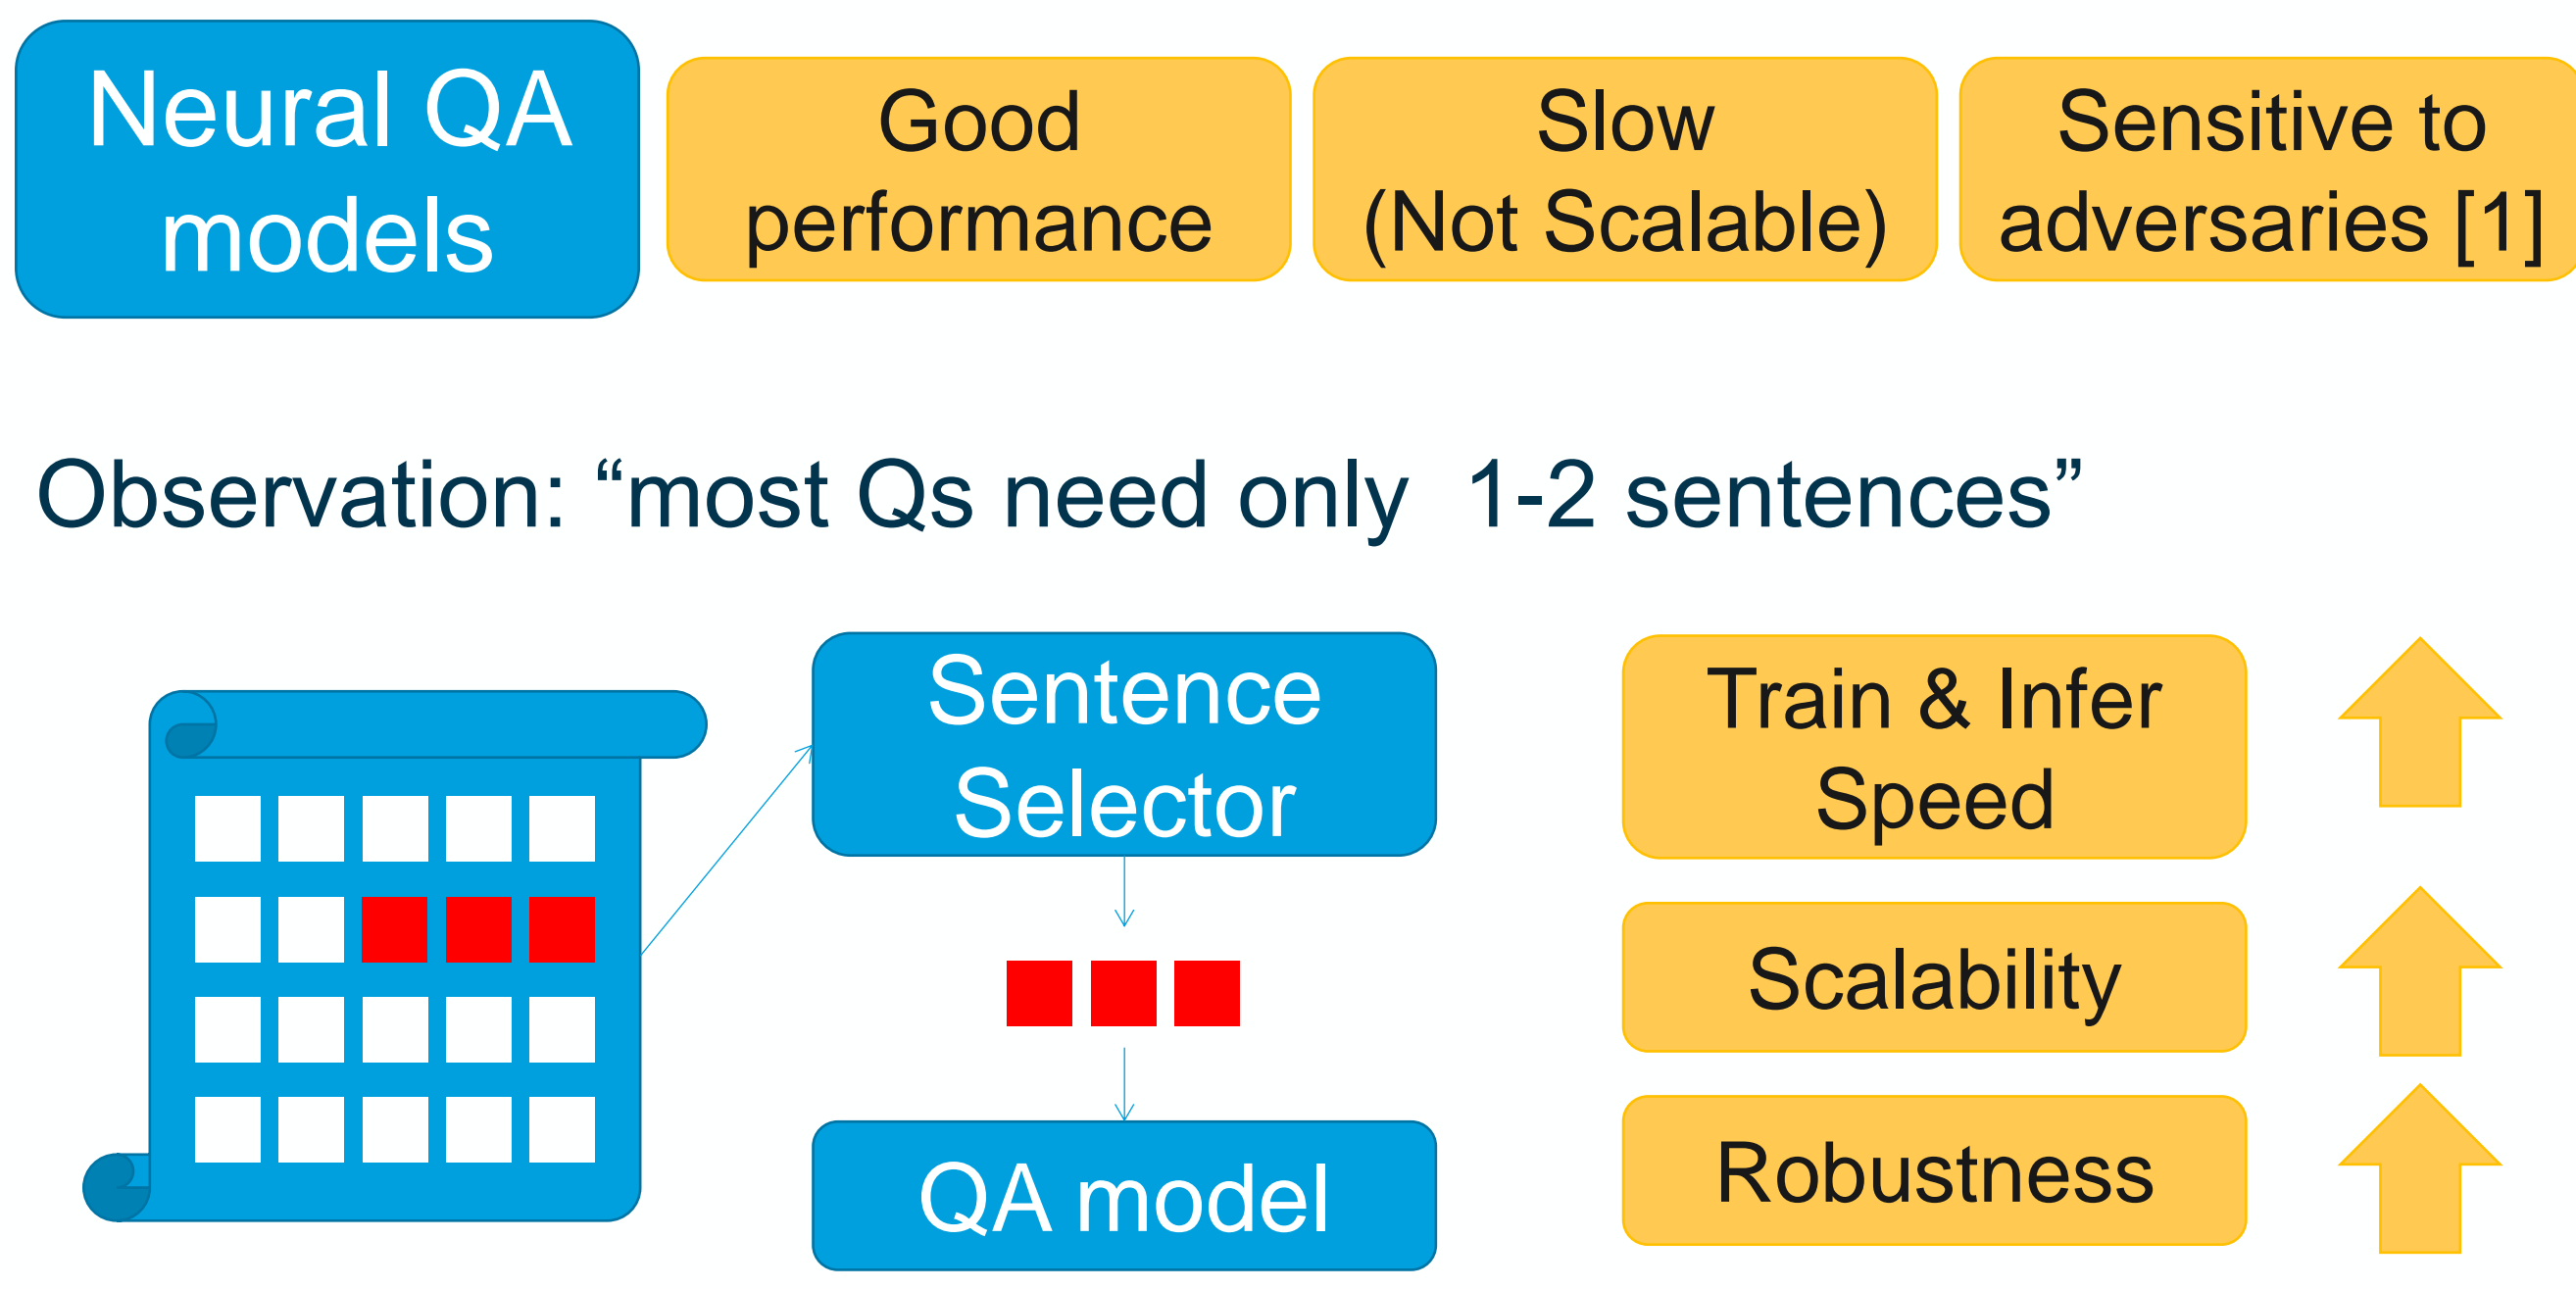 Neural QA
models
Good
performance
Slow
(Not Scalable)
Sensitive to
adversaries [1]
Observation: “most Qs need only  1-2 sentences”
Sentence
Selector
QA model
Train & Infer
Speed
Scalability
Robustness